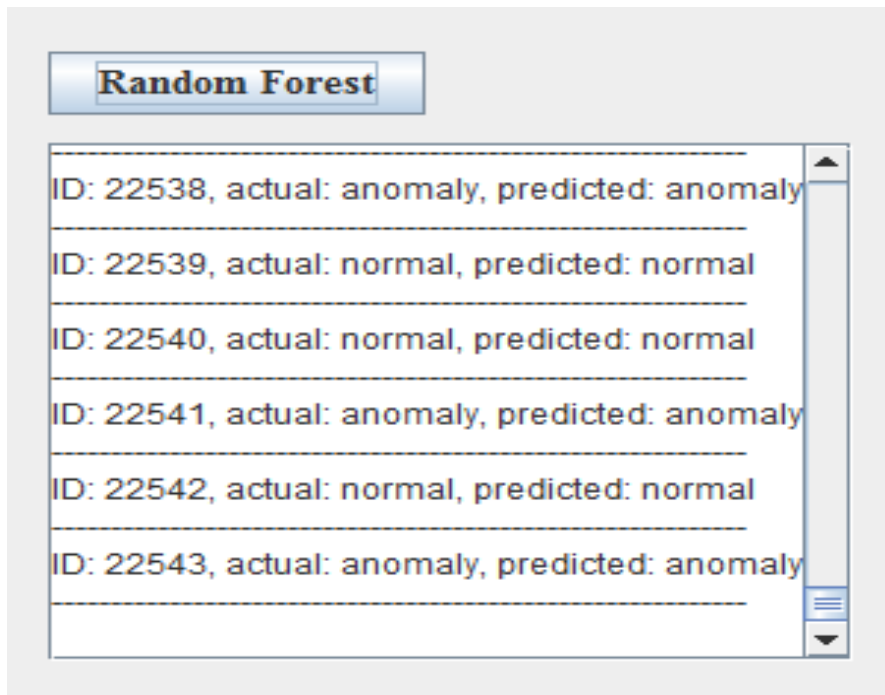 Random Forest
--------------------------------------------------------------------
ID: 22538, actual: anomaly, predicted: anomaly
--------------------------------------------------------------------
ID: 22539, actual: normal, predicted: normal
--------------------------------------------------------------------
ID: 22540, actual: normal, predicted: normal
--------------------------------------------------------------------
ID: 22541, actual: anomaly, predicted: anomaly
--------------------------------------------------------------------
ID: 22542, actual: normal, predicted: normal
--------------------------------------------------------------------
ID: 22543, actual: anomaly, predicted: anomaly
--------------------------------------------------------------------